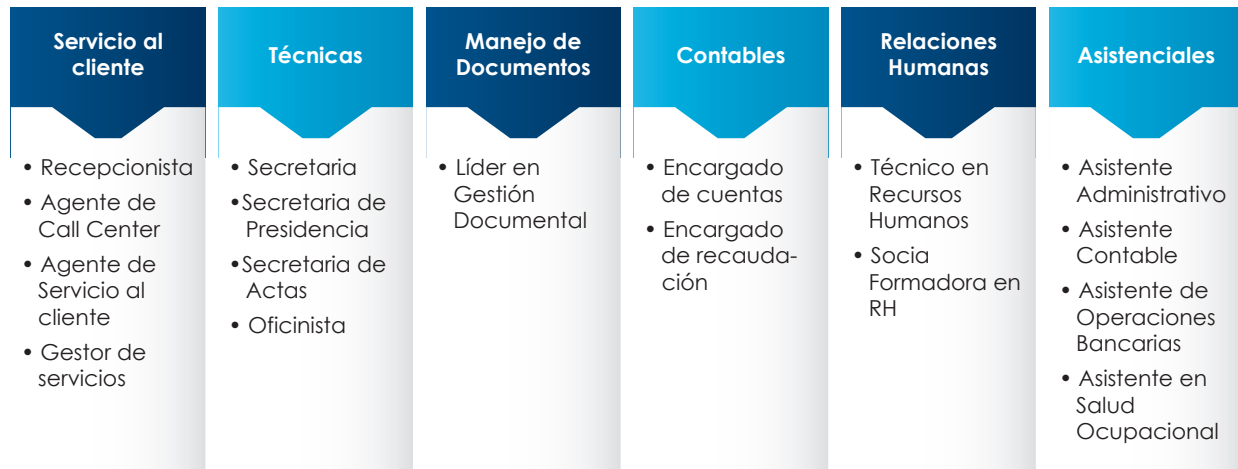 Servicio al
cliente
• Recepcionista
• Agente de
Call Center
• Agente de
Servicio al
cliente
• Gestor de
servicios
Técnicas
• Secretaria
•Secretaria de
Presidencia
•Secretaria de
Actas
• Oficinista
Manejo de
Documentos
• Líder en
Gestión
Documental
Contables
• Encargado
de cuentas
• Encargado
de recauda-
ción
Relaciones
Humanas
• Técnico en
Recursos
Humanos
• Socia
Formadora en
RH
Asistenciales
• Asistente
Administrativo
• Asistente
Contable
• Asistente de
Operaciones
Bancarias
• Asistente en
Salud
Ocupacional